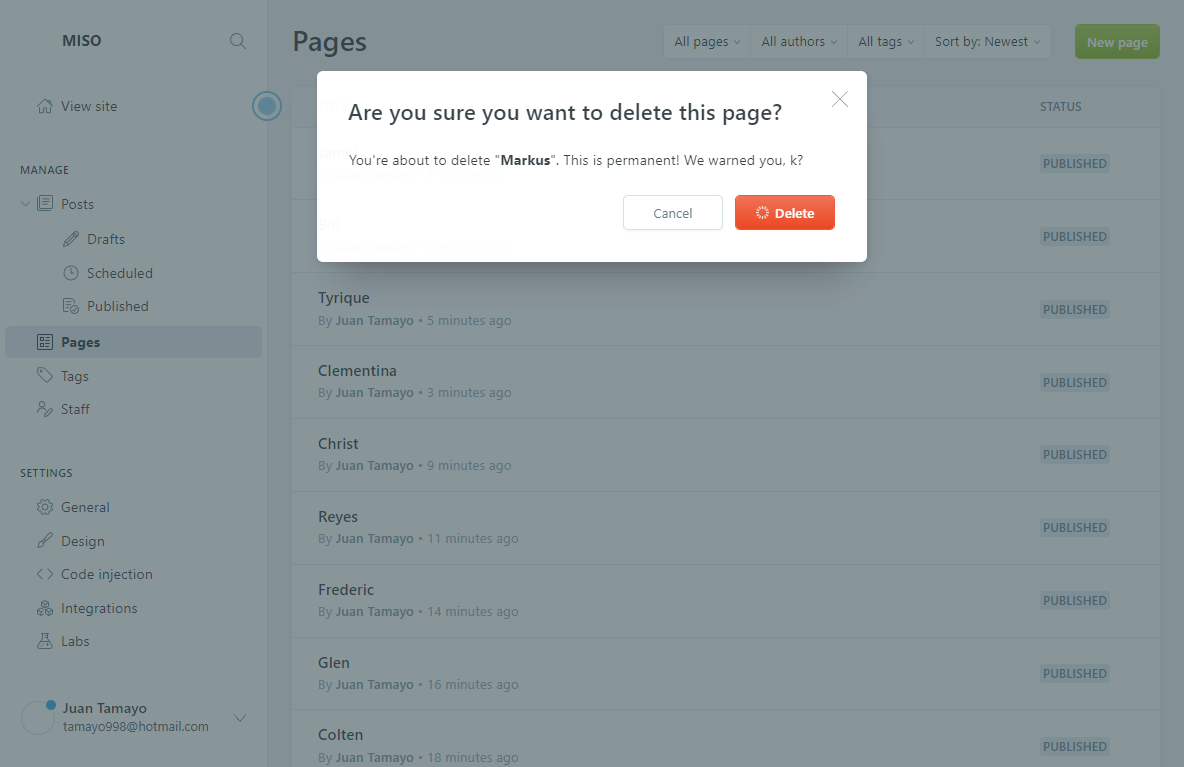 MISO
View site
MANAGE
Posts
Drafts
Scheduled
Published
Pages
Tags
Staff
SETTINGS
General
Design
Code injection
Integrations
Labs
Juan Tamayo
tamayo998@hotmail.com
Pages
All pages
All authors
All tags
Sort by: Newest
New page
STATUS
Are you sure you want to delete this page?
You're about to delete "Markus". This is permanent! We warned you, k?
Cancel
Delete
PUBLISHED
PUBLISHED
Tyrique
By Juan Tamayo • 5 minutes ago
PUBLISHED
Clementina
By Juan Tamayo • 3 minutes ago
PUBLISHED
Christ
By Juan Tamayo • 9 minutes ago
PUBLISHED
Reyes
By Juan Tamayo • 11 minutes ago
PUBLISHED
Frederic
By Juan Tamayo • 14 minutes ago
PUBLISHED
Glen
By Juan Tamayo • 16 minutes ago
PUBLISHED
Colten
By Juan Tamayo • 18 minutes ago
PUBLISHED